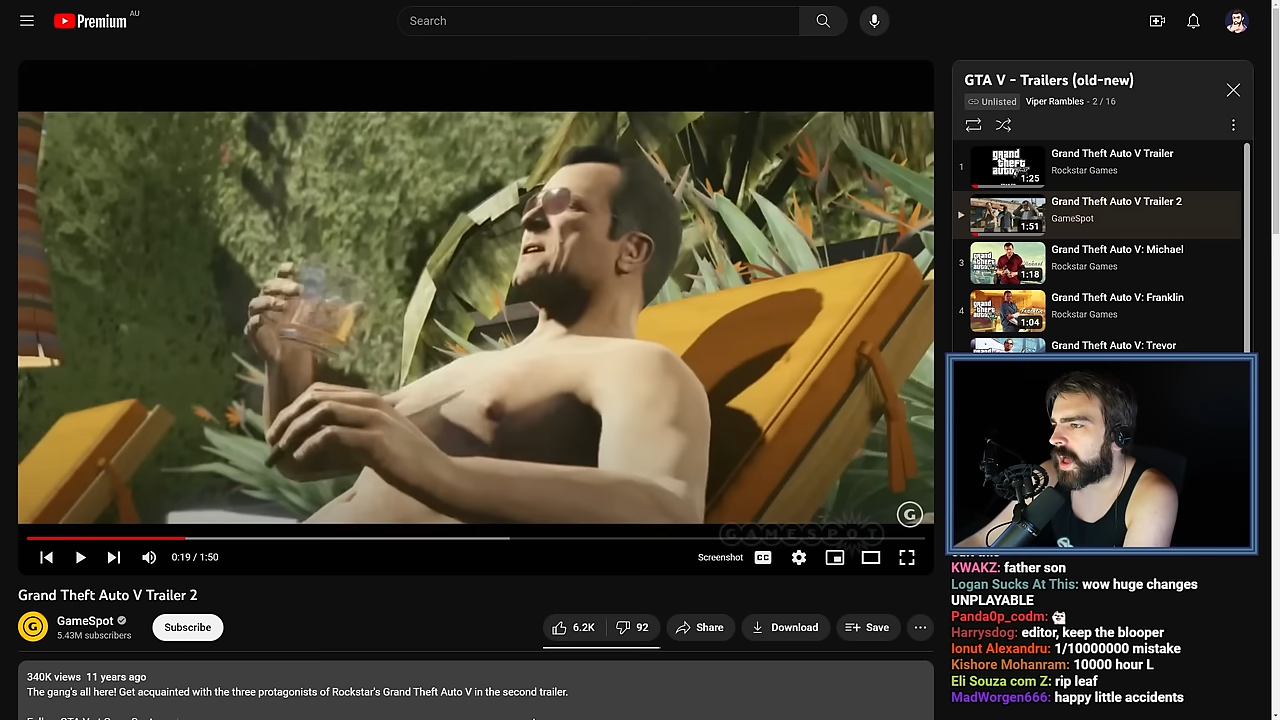 Premium AU
Search
GTA V - Trailers (old-new)
Unlisted Viper Rambles - 2 / 16
1
grand theft auto V
1:25
Grand Theft Auto V Trailer
Rockstar Games
1:51
Grand Theft Auto V Trailer 2
GameSpot
3
1:18
Grand Theft Auto V: Michael
Rockstar Games
4
1:04
Grand Theft Auto V: Franklin
Rockstar Games
Grand Theft Auto V: Trevor
G
GAMESPOT
0:19 / 1:50
Screenshot
CC
Grand Theft Auto V Trailer 2
GameSpot
5.43M subscribers
Subscribe
6.2K
92
Share
Download
Save
340K views 11 years ago
The gang's all here! Get acquainted with the three protagonists of Rockstar's Grand Theft Auto V in the second trailer.
KWAKZ: father son
Logan Sucks At This: wow huge changes
UNPLAYABLE
Panda0p_codm:
Harrysdog: editor, keep the blooper
Ionut Alexandru: 1/10000000 mistake
Kishore Mohanram: 10000 hour L
Eli Souza com Z: rip leaf
MadWorgen666: happy little accidents